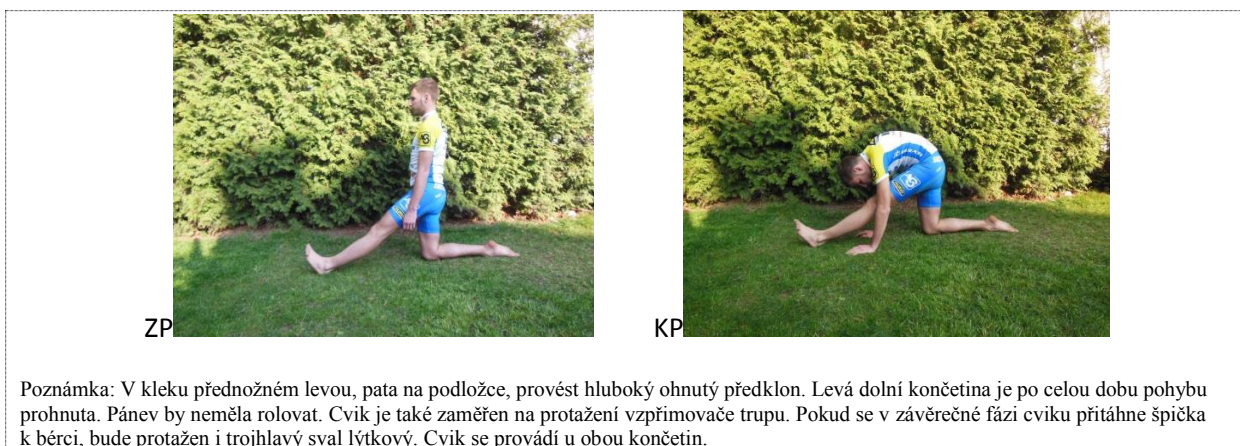 ZP KP
Poznámka: V kleku přednožném levou, pata na podložce, provést hluboký ohnutý předklon. Levá dolní končetina je po celou dobu pohybu
prohnuta. Pánev by neměla rolovat. Cvik je také zaměřen na protažení vzpřimovače trupu. Pokud se v závěrečné fázi cviku přitáhne špička
k bérci, bude protažen i trojhlavý sval lýtkový. Cvik se provádí u obou končetin.